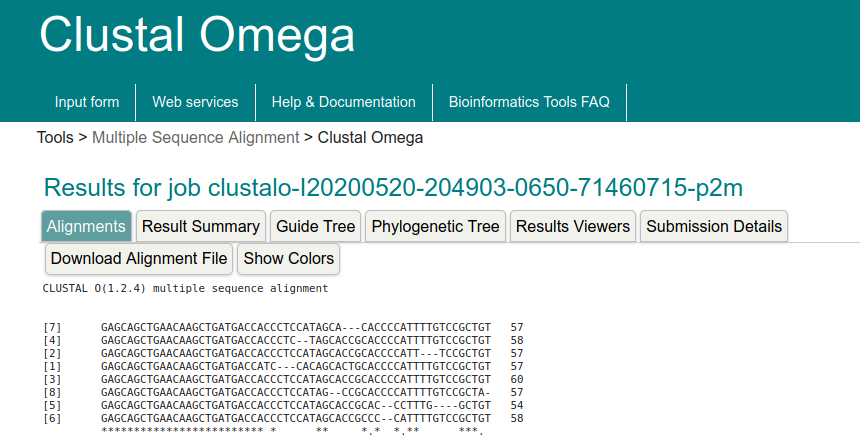 Clustal Omega
Input form Web services Help & Documentation Bioinformatics Tools FAQ
Tools > Multiple Sequence Alignment > Clustal Omega
Results for job clustalo-I20200520-204903-0650-71460715-p2m
Alignments Result Summary Guide Tree Phylogenetic Tree Results Viewers Submission Details
Download Alignment File Show Colors
CLUSTAL O(1.2.4) multiple sequence alignment
[7] GAGCAGCTGAACAAGCTGATGACCACCCTCCATAGCA---CACCCCATTTTGTCCGCTGT 57
[4] GAGCAGCTGAACAAGCTGATGACCACCCTC--TAGCACCGCACCCCATTTTGTCCGCTGT 58
[2] GAGCAGCTGAACAAGCTGATGACCACCCTCCATAGCACCGCACCCCATT---TCCGCTGT 57
[1] GAGCAGCTGAACAAGCTGATGACCATC---CACAGCACTGCACCCCATTTTGTCCGCTGT 57
[3] GAGCAGCTGAACAAGCTGATGACCACCCTCCATAGCACCGCACCCCATTTTGTCCGCTGT 60
[8] GAGCAGCTGAACAAGCTGATGACCACCCTCCATAG--CCGCACCCCATTTTGTCCGCTA- 57
[5] GAGCAGCTGAACAAGCTGATGACCACCCTCCATAGCACCGCAC--CCTTTG----GCTGT 54
[6] GAGCAGCTGAACAAGCTGATGACCACCCTCCATAGCACCGCCC--CATTTTGTCCGCTGT 58
************************* *      **     *.*  *.**      ***.